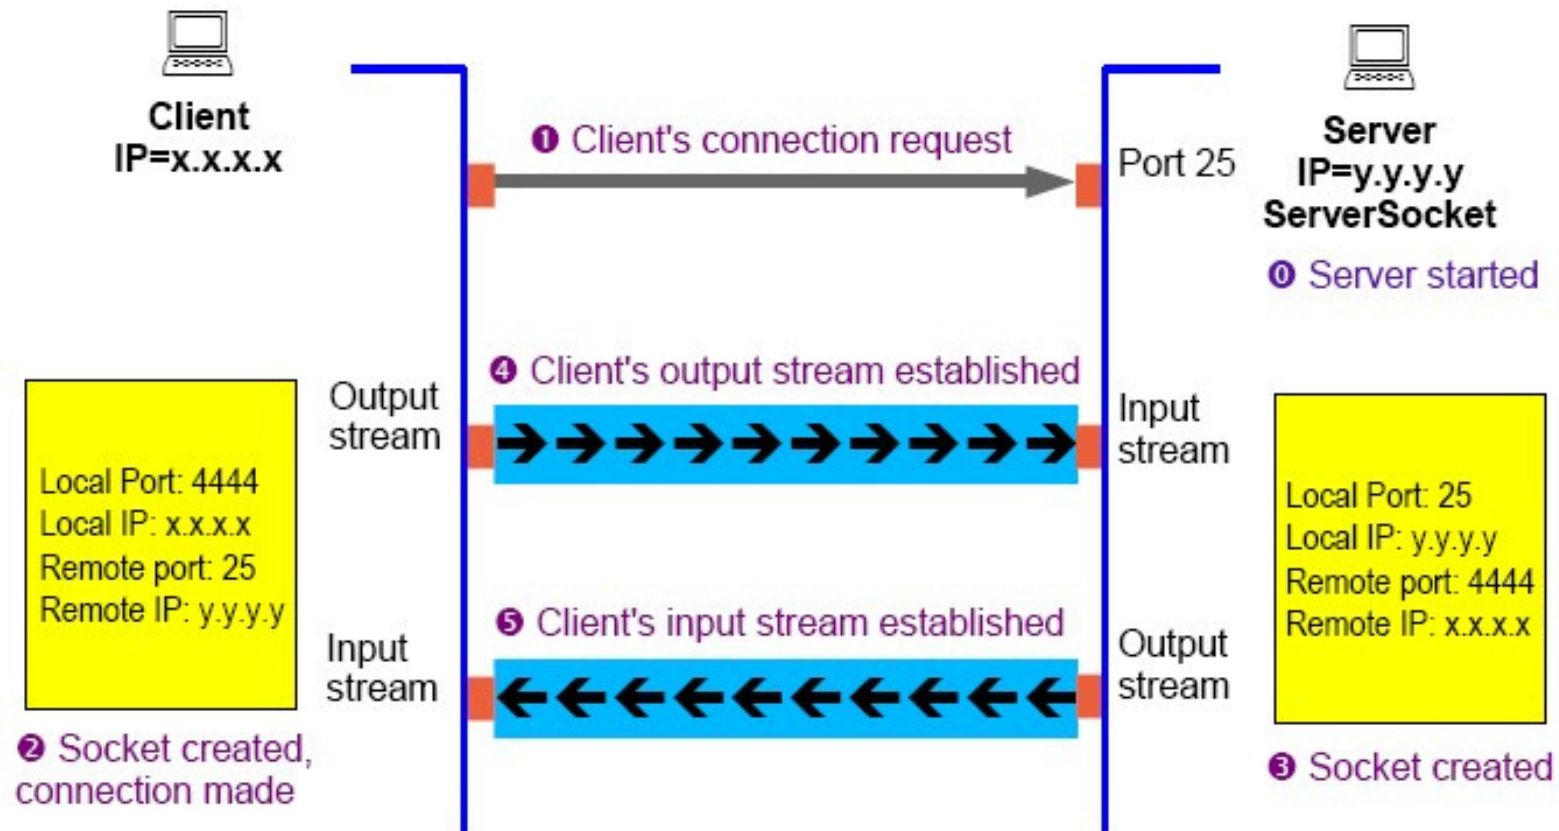 Client
IP=x.x.x.x
❶ Client's connection request
Port 25
Server
IP=y.y.y.y
ServerSocket
⓿ Server started
❹ Client's output stream established
Output
stream
Input
stream
Local Port: 4444
Local IP: x.x.x.x
Remote port: 25
Remote IP: y.y.y.y
Local Port: 25
Local IP: y.y.y.y
Remote port: 4444
Remote IP: x.x.x.x
❺ Client's input stream established
Input
stream
Output
stream
❷ Socket created,
connection made
❸ Socket created